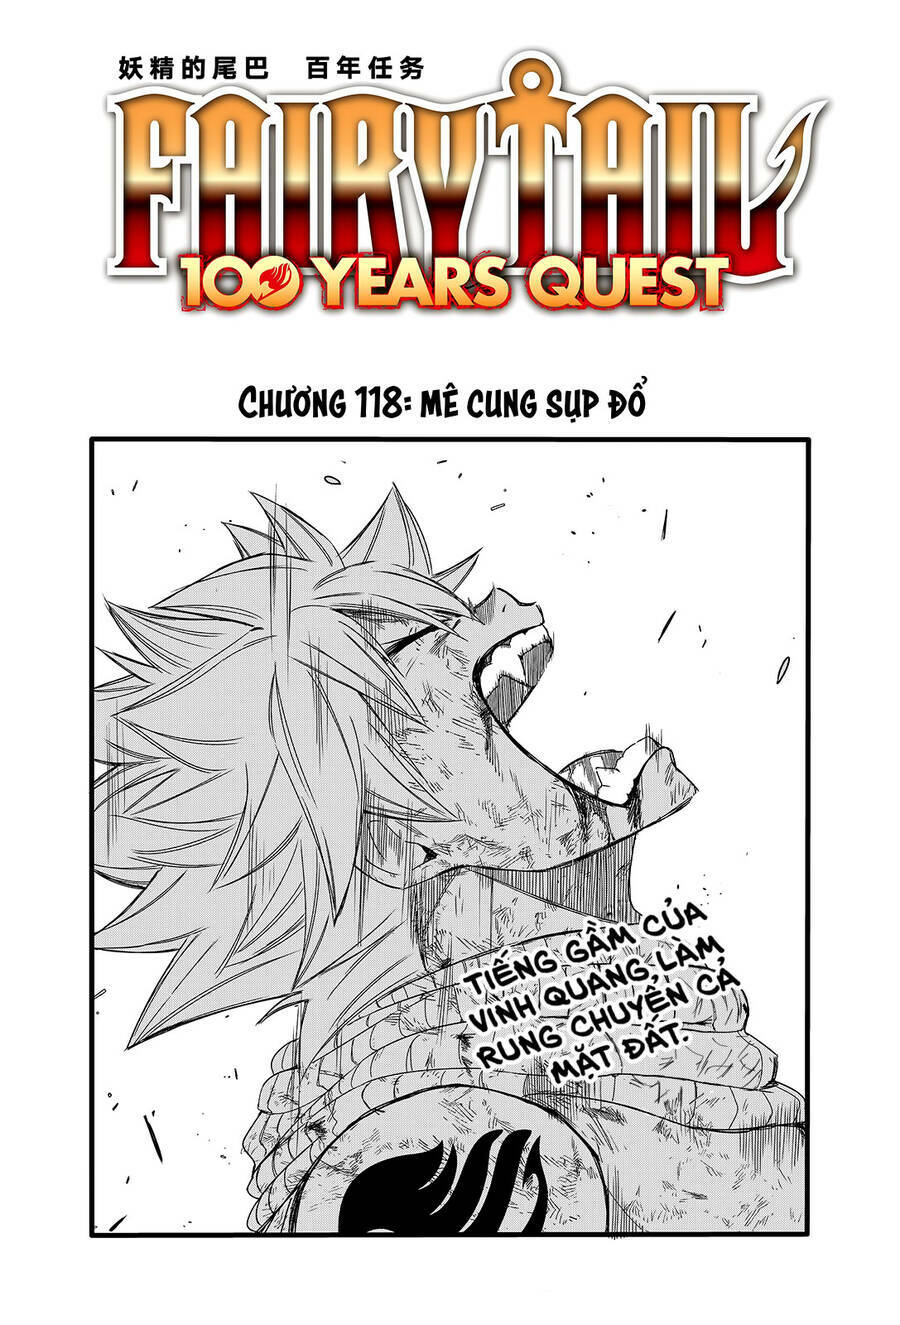 妖精的尾巴 百年任务
FAIRY TAIL
100 YEARS QUEST
CHƯƠNG 118: MÊ CUNG SỤP ĐỔ
TIẾNG GẦM CỦA
VINH QUANG LÀM
RUNG CHUYỂN CẢ
MẶT ĐẤT.